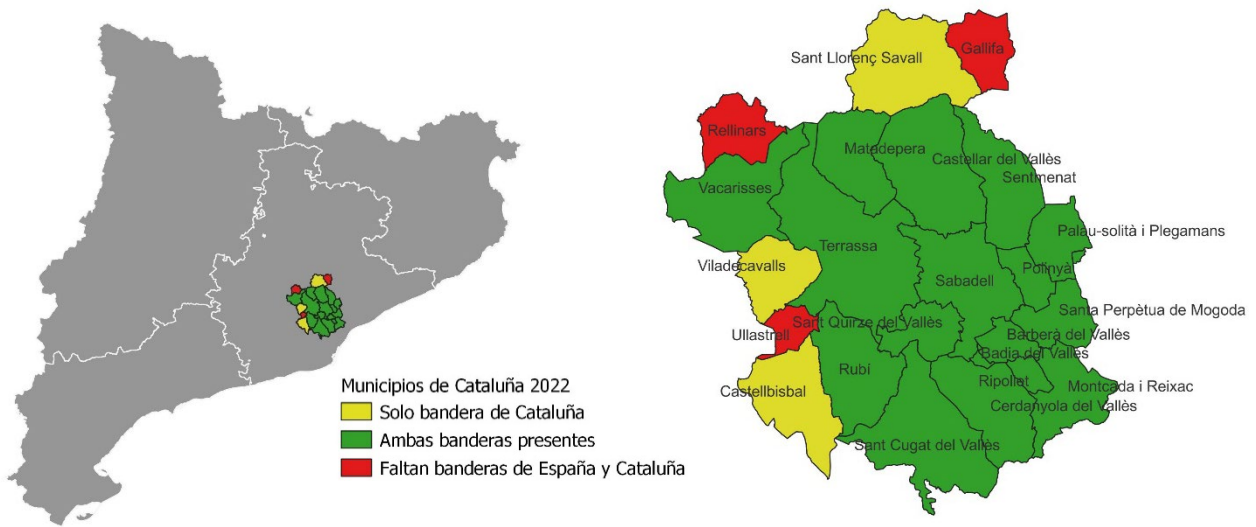 Municipios de Cataluña 2022
Solo bandera de Cataluña
Ambas banderas presentes
Faltan banderas de España y Cataluña
Gallifa
Sant Llorenç Savall
Rellinars
Matadepera
Castellar del Vallès
Sentmenat
Vacarisses
Palau-solità i Plegamans
Terrassa
Viladecavalls
Polinyà
Sabadell
Santa Perpètua de Mogoda
Sant Quirze del Vallès
Ullastrell
Barberà del Vallès
Badia del Vallès
Rubí
Ripollet
Montcada i Reixac
Castellbisbal
Cerdanyola del Vallès
Sant Cugat del Vallès